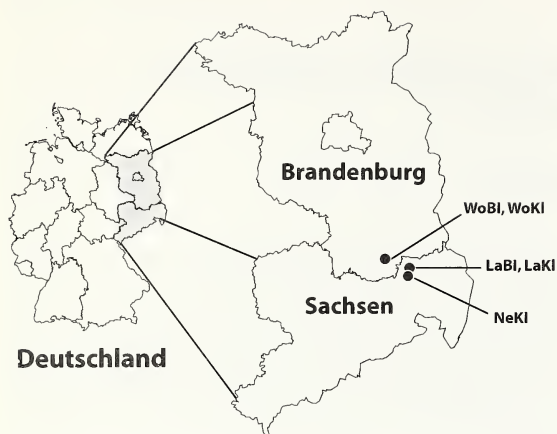 Brandenburg
WoBl, WoKl
LaBl, LaKl
Sachsen
NeKl
Deutschland